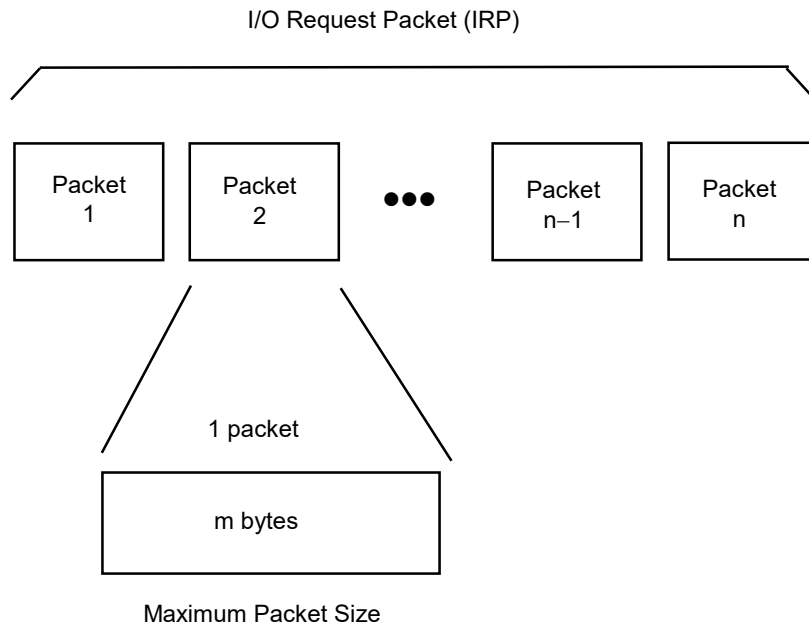 I/O Request Packet (IRP)
Packet
1
Packet
2
•••
Packet
n−1
Packet
n
1 packet
m bytes
Maximum Packet Size